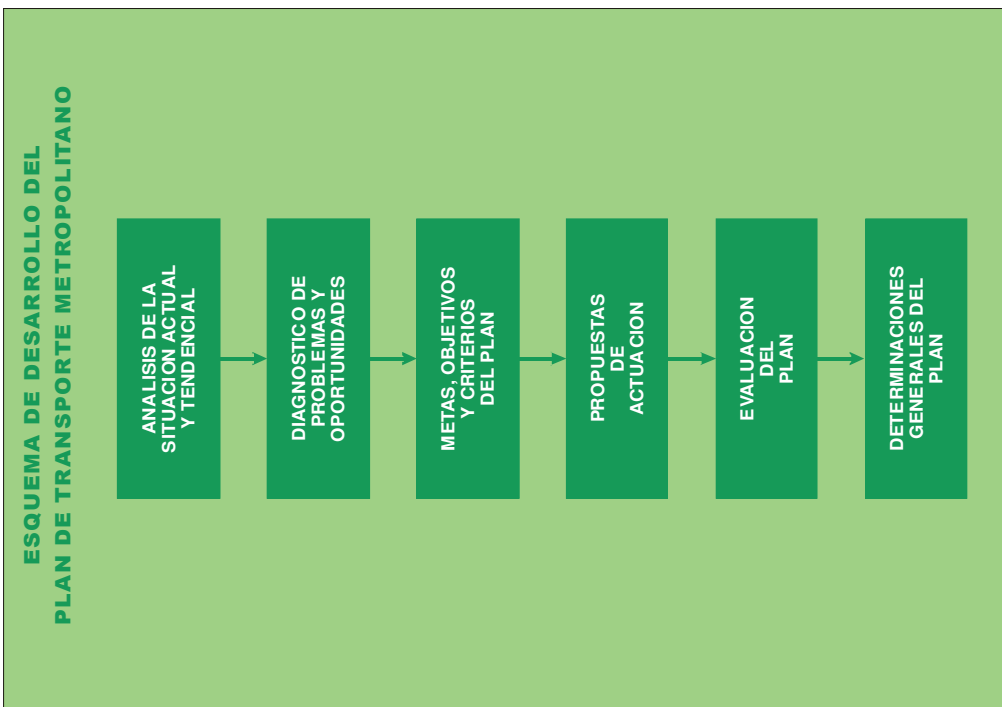 ESQUEMA DE DESARROLLO DEL
PLAN DE TRANSPORTE METROPOLITANO
ANALISIS DE LA
SITUACION ACTUAL
Y TENDENCIAL
DIAGNOSTICO DE
PROBLEMAS Y
OPORTUNIDADES
METAS, OBJETIVOS
Y CRITERIOS
DEL PLAN
PROPUESTAS
DE
ACTUACION
EVALUACION
DEL
PLAN
DETERMINACIONES
GENERALES DEL
PLAN